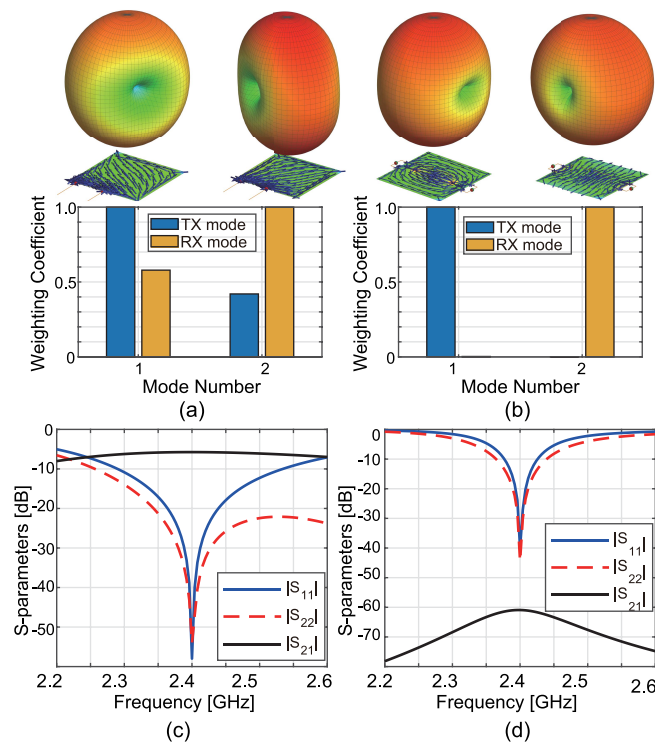 1.0
0.5
0
Weighting Coefficient
TX mode
RX mode
1
2
Mode Number
(a)
1.0
0.5
0
Weighting Coefficient
TX mode
RX mode
1
2
Mode Number
(b)
0
-10
-20
-30
-40
-50
S-parameters [dB]
|S11|
|S22|
|S21|
2.2
2.3
2.4
2.5
2.6
Frequency [GHz]
(c)
0
-10
-20
-30
-40
-50
-60
-70
S-parameters [dB]
|S11|
|S22|
|S21|
2.2
2.3
2.4
2.5
2.6
Frequency [GHz]
(d)